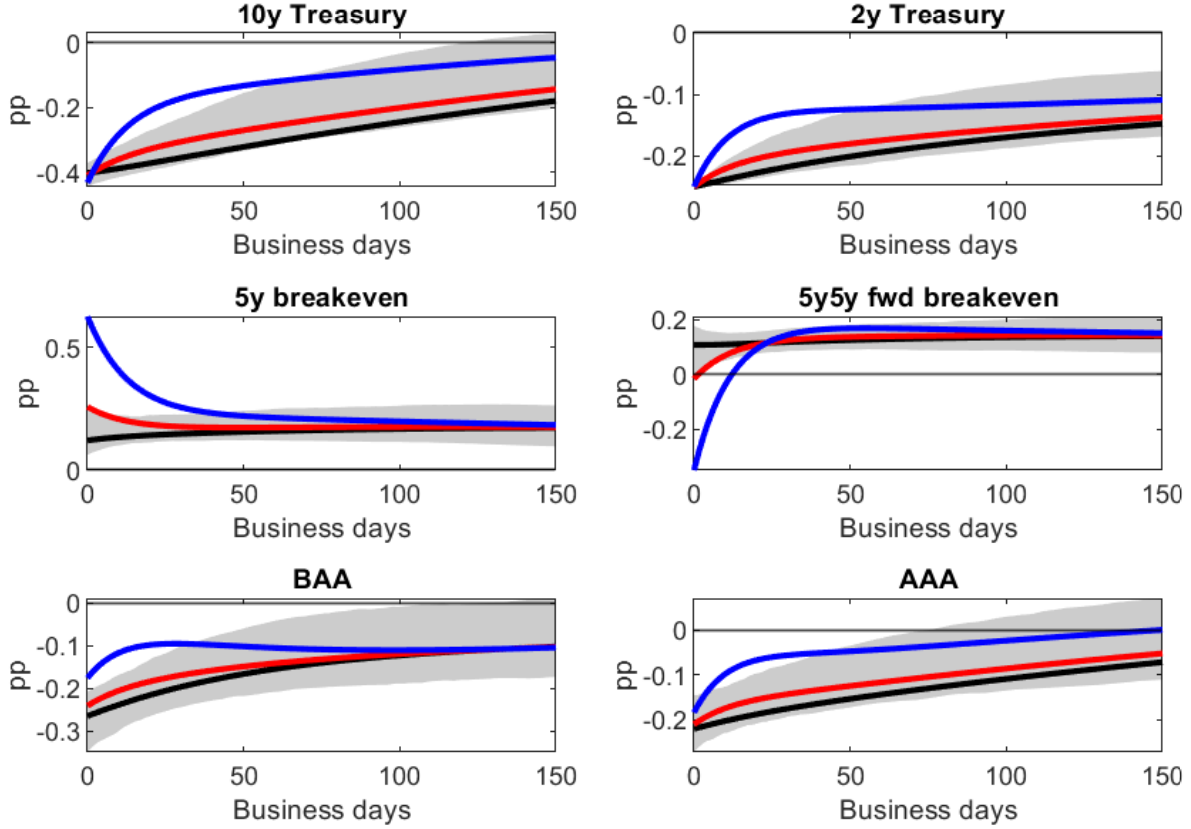 10y Treasury
0
-0.2
-0.4
pp
0 50 100 150
Business days
2y Treasury
0
-0.1
-0.2
pp
0 50 100 150
Business days
5y breakeven
0.5
0
pp
0 50 100 150
Business days
5y5y fwd breakeven
0.2
0
-0.2
pp
0 50 100 150
Business days
BAA
0
-0.1
-0.2
-0.3
pp
0 50 100 150
Business days
AAA
0
-0.1
-0.2
pp
0 50 100 150
Business days